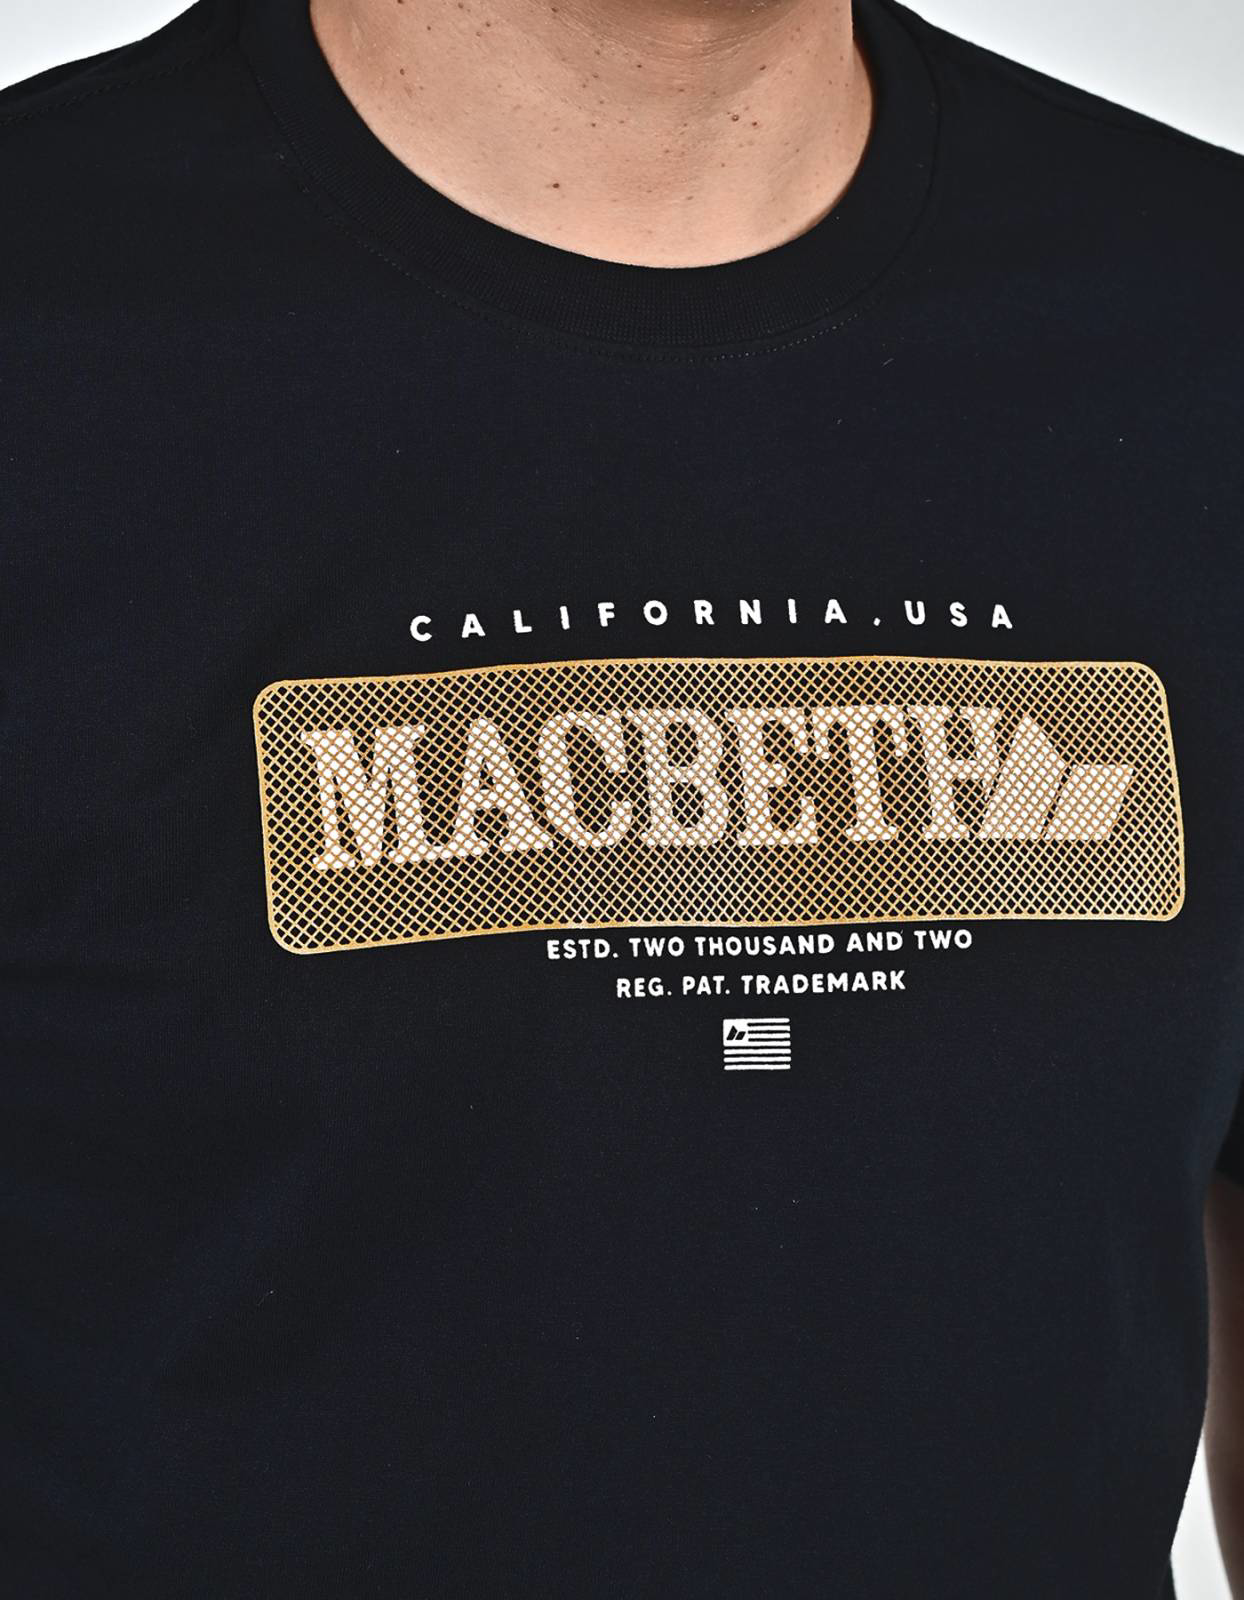 CALIFORNIA, USA
MACBETH
ESTD. TWO THOUSAND AND TWO
REG. PAT. TRADEMARK